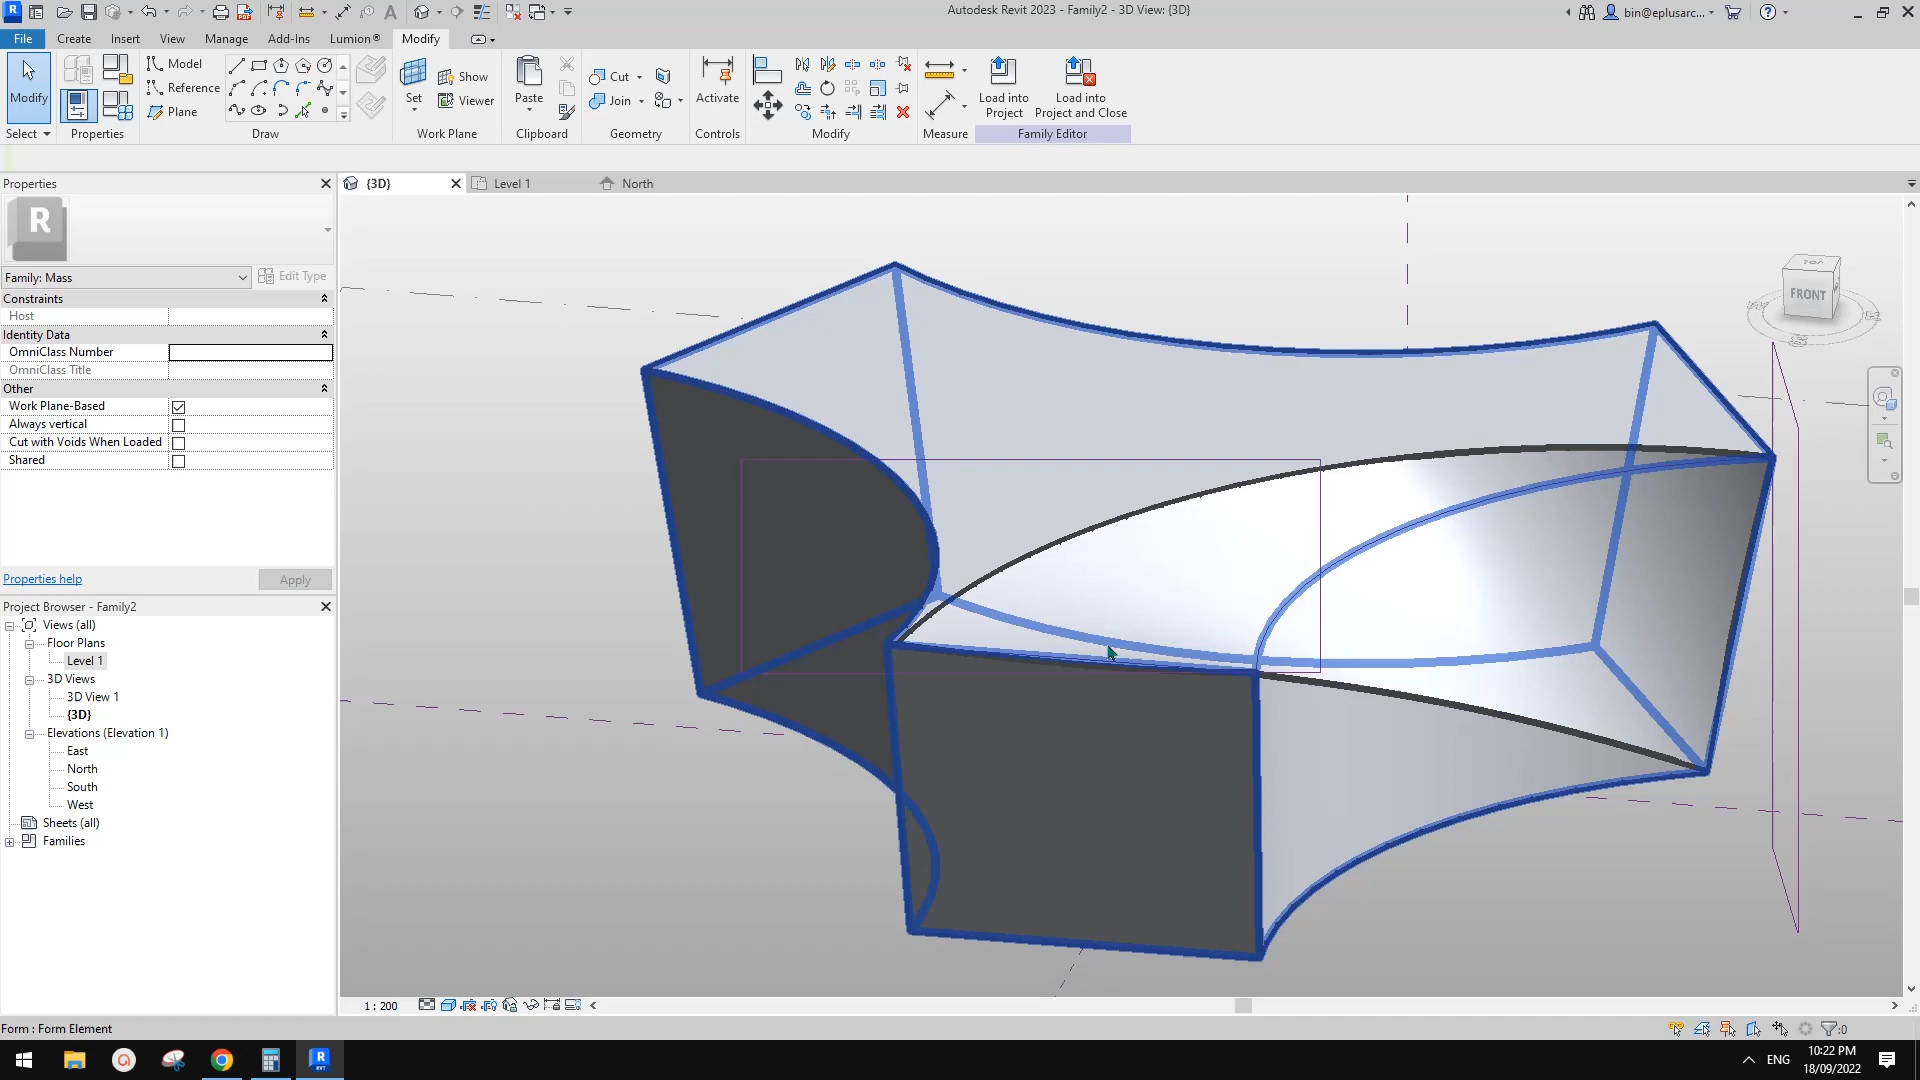 Autodesk Revit 2023 - Family2 - 3D View: {3D}
bin@eplusarc...
File Create Insert View Manage Add-Ins Lumion® Modify
Modify
Select
Properties
Model
Reference
Plane
Draw
Set
Show
Viewer
Work Plane
Paste
Clipboard
Cut
Join
Geometry
Activate
Controls
Modify
Measure
Load into
Project
Load into
Project and Close
Family Editor
Properties
{3D}
Level 1
North
R
Family: Mass
Edit Type
Constraints
Host
Identity Data
OmniClass Number
OmniClass Title
Other
Work Plane-Based
Always vertical
Cut with Voids When Loaded
Shared
Properties help
Apply
Project Browser - Family2
Views (all)
Floor Plans
Level 1
3D Views
3D View 1
{3D}
Elevations (Elevation 1)
East
North
South
West
Sheets (all)
Families
TOP
FRONT
1 : 200
Form : Form Element
:0
ENG
10:22 PM
18/09/2022